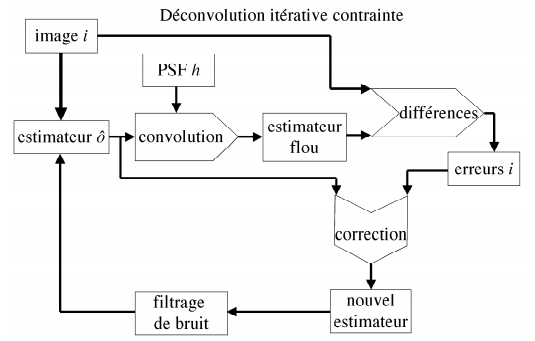 Déconvolution itérative contrainte
image i
PSF h
estimateur ô
convolution
estimateur
flou
différences
erreurs i
correction
filtrage
de bruit
nouvel
estimateur